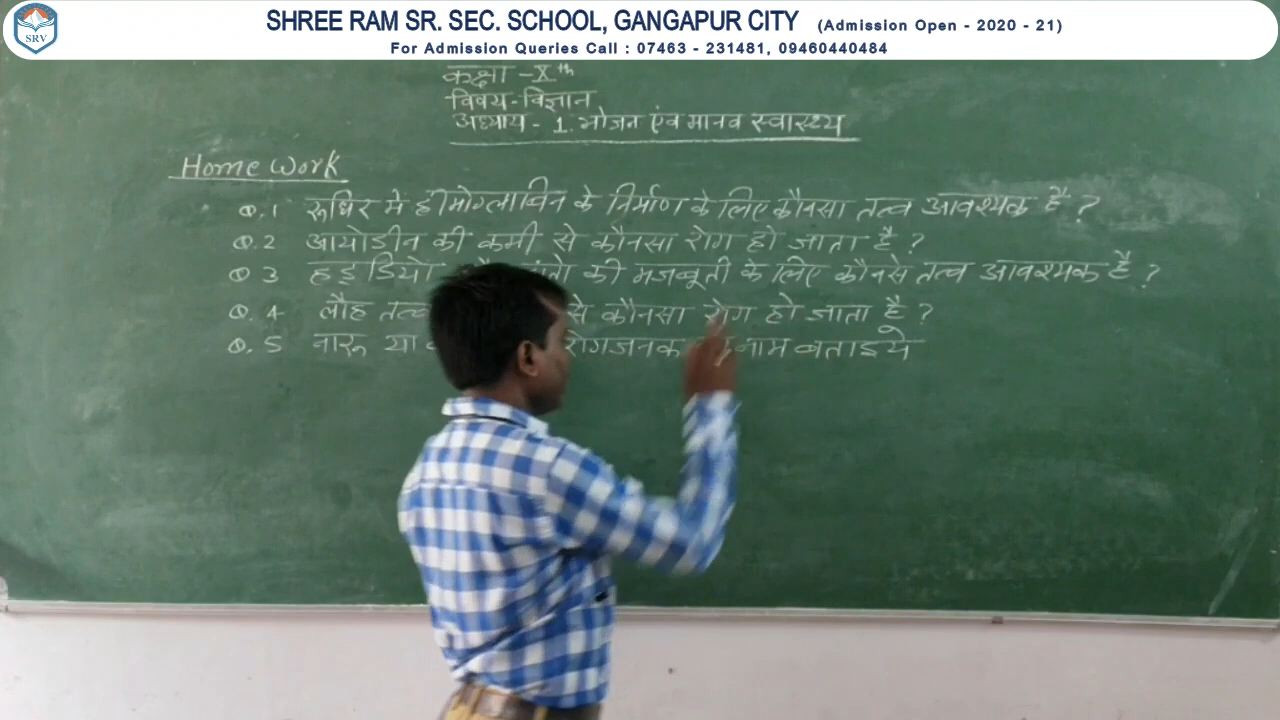 SRV
SHREE RAM SR. SEC. SCHOOL, GANGAPUR CITY (Admission Open - 2020 - 21)
For Admission Queries Call : 07463 - 231481, 09460440484
कक्षा - Xth
विषय - विज्ञान
अध्याय - 1. भोजन एंव मानव स्वास्थ्य
Home Work
Q.1 रूधिर में हीमोग्लोबिन के निर्माण के लिए कौनसा तत्व आवश्यक है ?
Q.2 आयोडीन की कमी से कौनसा रोग हो जाता है ?
Q 3 की मजबूती के लिए कौनसे तत्व आवश्यक है ?
Q.4 लौह तत्व से कौनसा रोग हो जाता है ?
Q.5 नारू या रोगजनक नाम बताइये